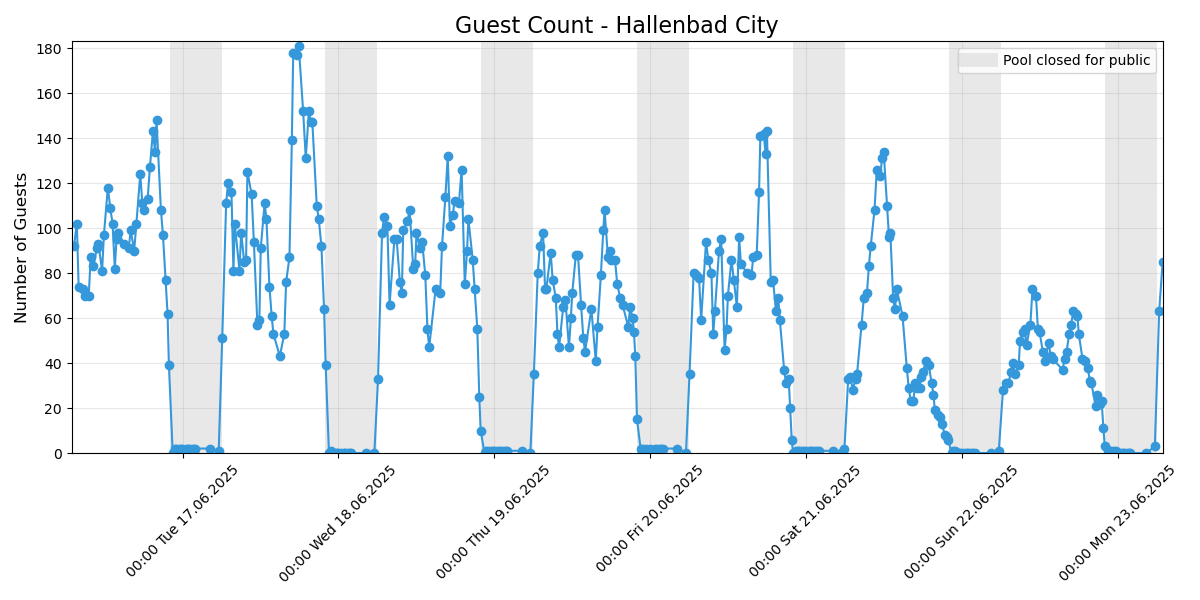 Guest Count - Hallenbad City
Pool closed for public
Number of Guests
180
160
140
120
100
80
60
40
20
0
00:00 Tue 17.06.2025
00:00 Wed 18.06.2025
00:00 Thu 19.06.2025
00:00 Fri 20.06.2025
00:00 Sat 21.06.2025
00:00 Sun 22.06.2025
00:00 Mon 23.06.2025